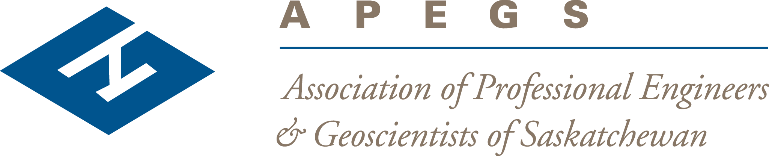 APEGS
Association of Professional Engineers
& Geoscientists of Saskatchewan